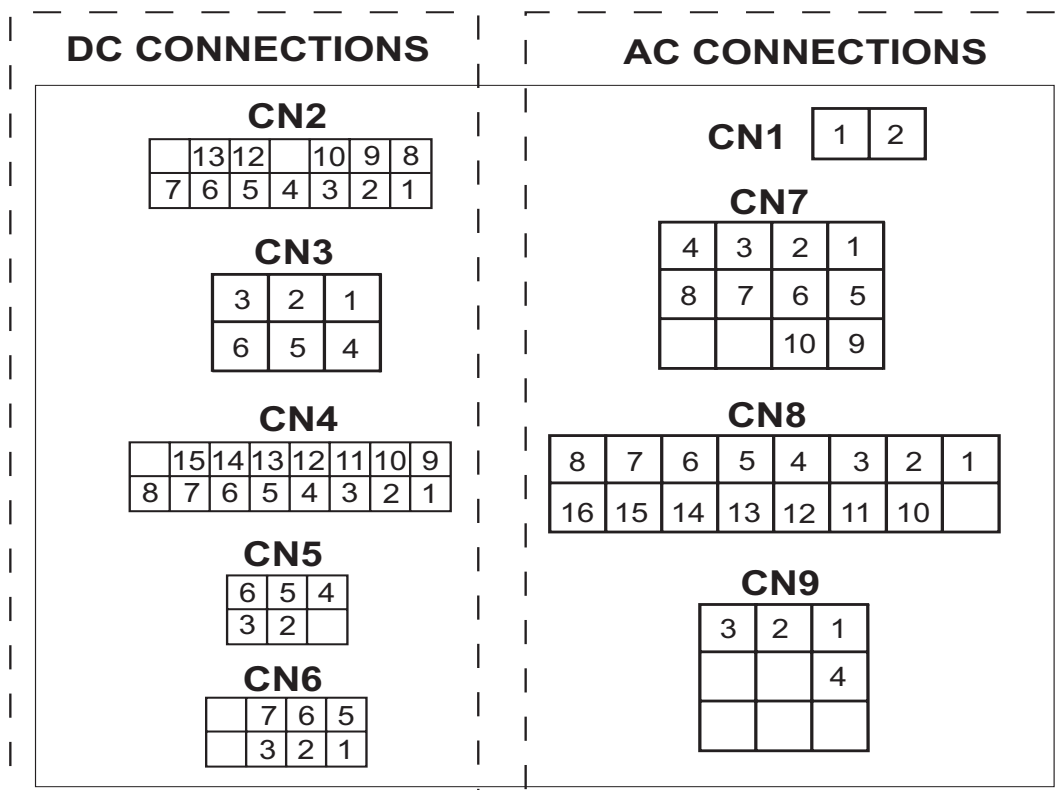 DC CONNECTIONS
CN2
13 12 10 9 8
7 6 5 4 3 2 1
CN3
3 2 1
6 5 4
CN4
15 14 13 12 11 10 9
8 7 6 5 4 3 2 1
CN5
6 5 4
3 2
CN6
7 6 5
3 2 1
AC CONNECTIONS
CN1 1 2
CN7
4 3 2 1
8 7 6 5
10 9
CN8
8 7 6 5 4 3 2 1
16 15 14 13 12 11 10
CN9
3 2 1
4